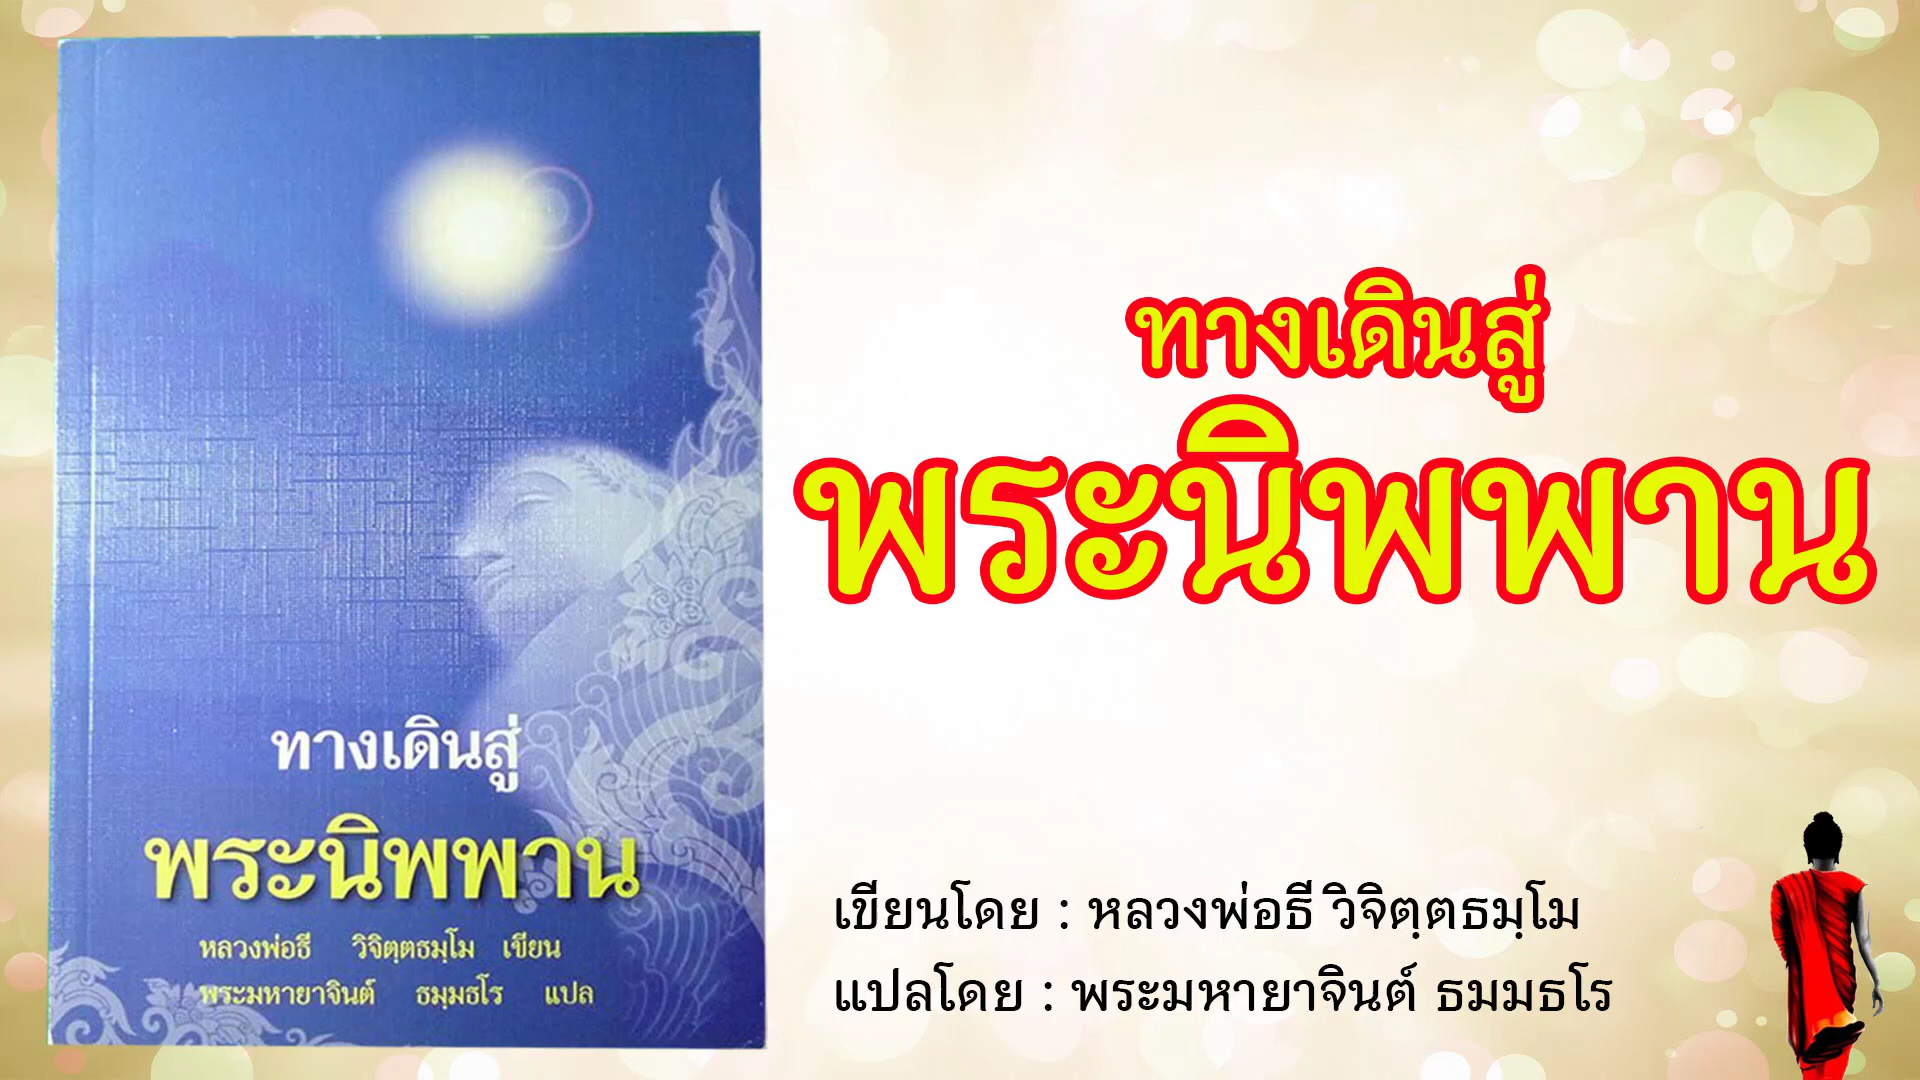 ทางเดินสู่
พระนิพพาน
หลวงพ่อธี วิจิตฺตธมฺโม เขียน
พระมหายาจินต์ ธมฺมธโร แปล
ทางเดินสู่
พระนิพพาน
เขียนโดย : หลวงพ่อธี วิจิตฺตธมฺโม
แปลโดย : พระมหายาจินต์ ธมมธโร